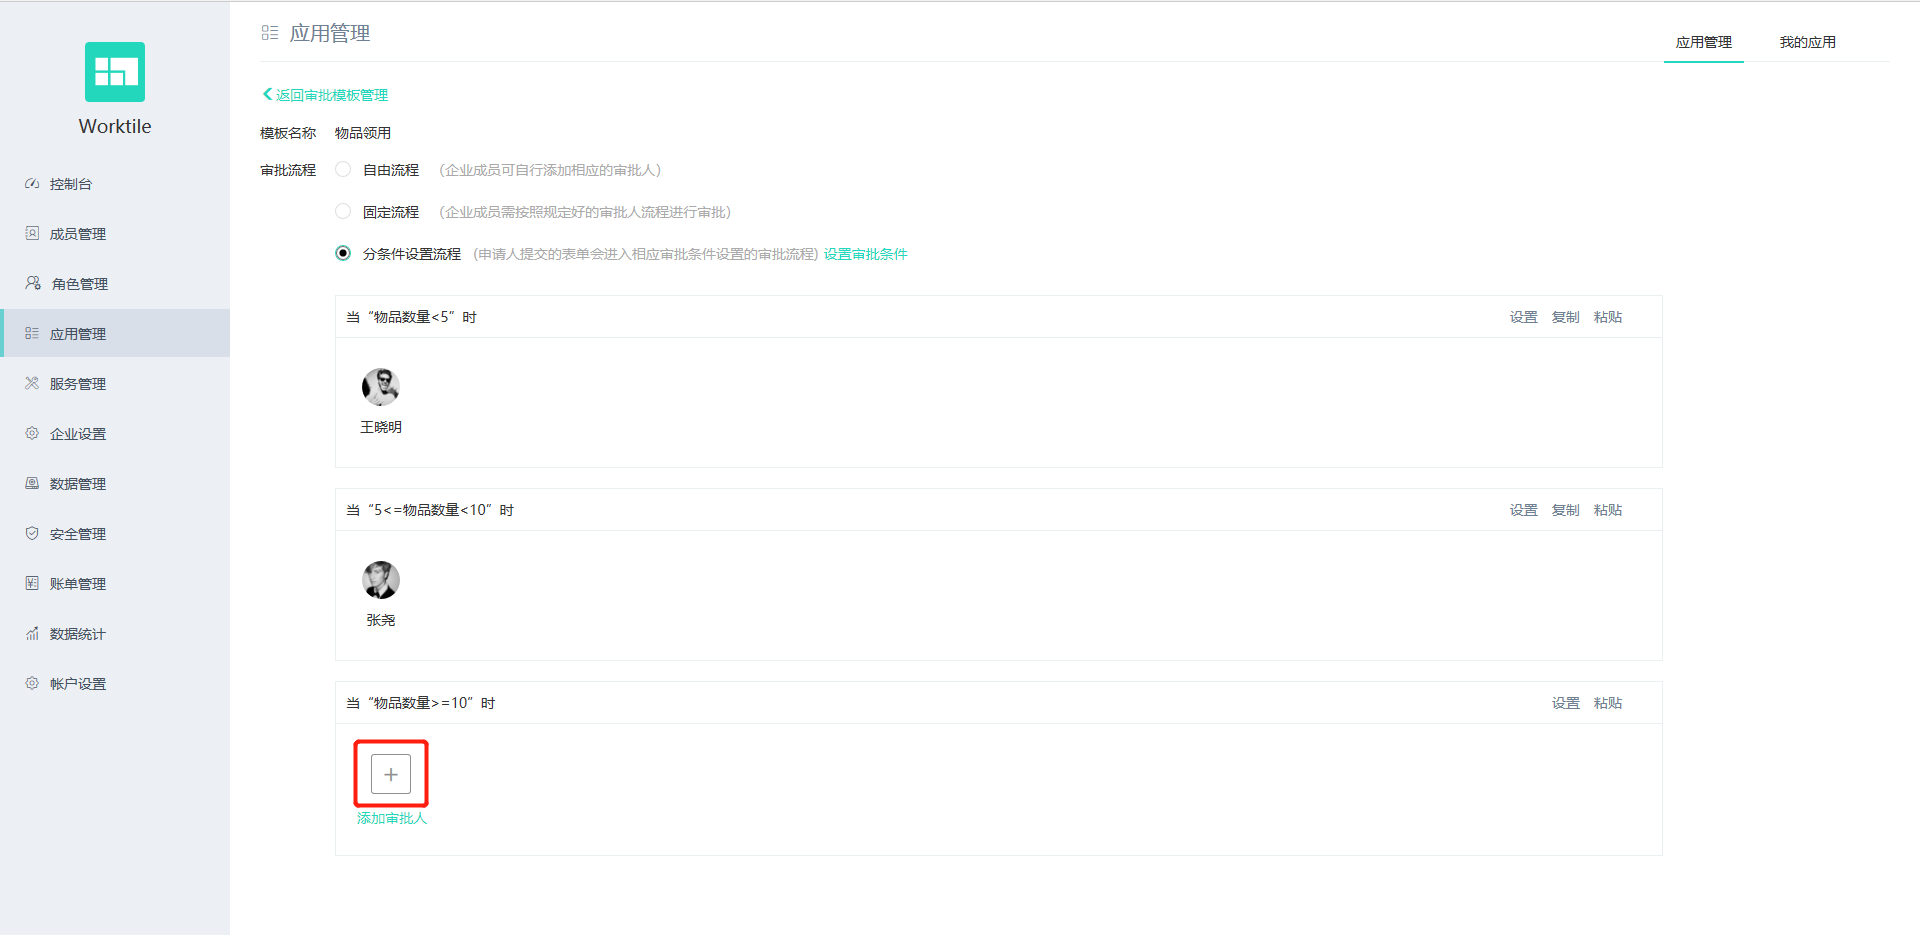 Worktile
控制台
成员管理
角色管理
应用管理
服务管理
企业设置
数据管理
安全管理
账单管理
数据统计
帐户设置
应用管理
应用管理 我的应用
返回审批模板管理
模板名称 物品领用
审批流程 自由流程 (企业成员可自行添加相应的审批人)
固定流程 (企业成员需按照规定好的审批人流程进行审批)
分条件设置流程 (申请人提交的表单会进入相应审批条件设置的审批流程) 设置审批条件
当“物品数量<5”时 设置 复制 粘贴
王晓明
当“5<=物品数量<10”时 设置 复制 粘贴
张尧
当“物品数量>=10”时 设置 粘贴
添加审批人